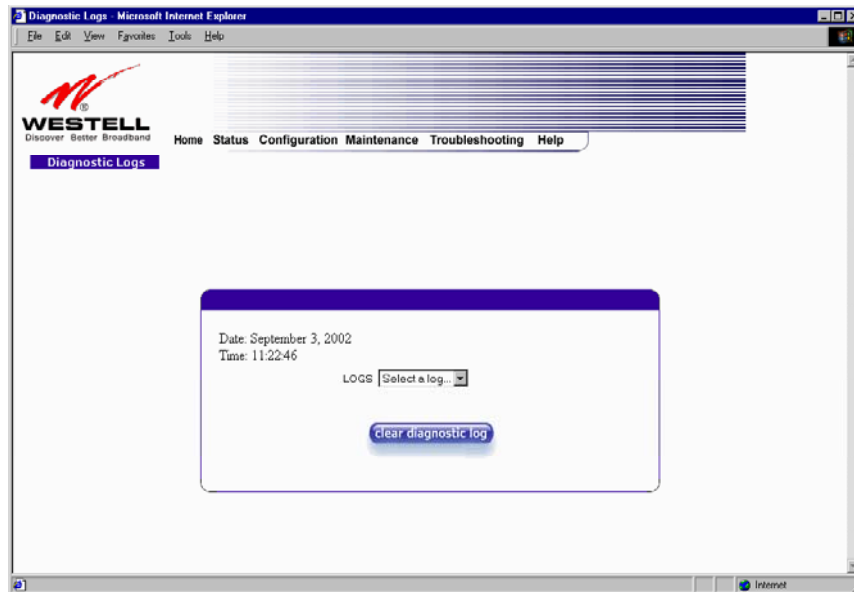 Diagnostic Logs - Microsoft Internet Explorer
File Edit View Favorites Tools Help
WESTELL
®
Discover Better Broadband
Home Status Configuration Maintenance Troubleshooting Help
Diagnostic Logs
Date: September 3, 2002
Time: 11:22:46
LOGS Select a log...
clear diagnostic log
Internet